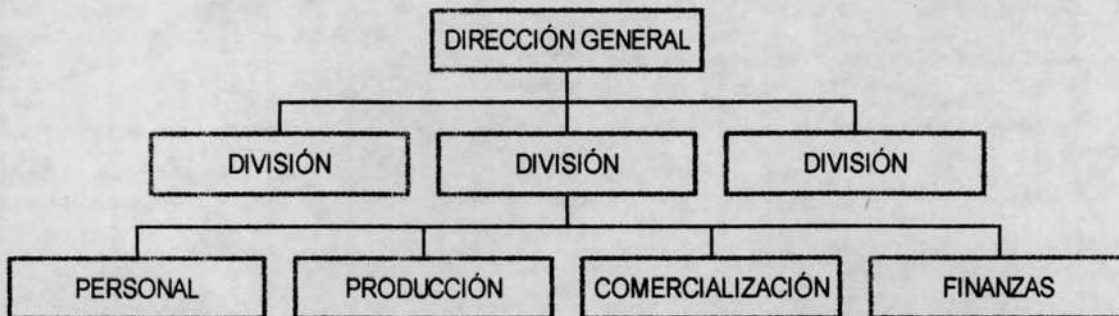 DIRECCIÓN GENERAL
DIVISIÓN DIVISIÓN DIVISIÓN
PERSONAL PRODUCCIÓN COMERCIALIZACIÓN FINANZAS